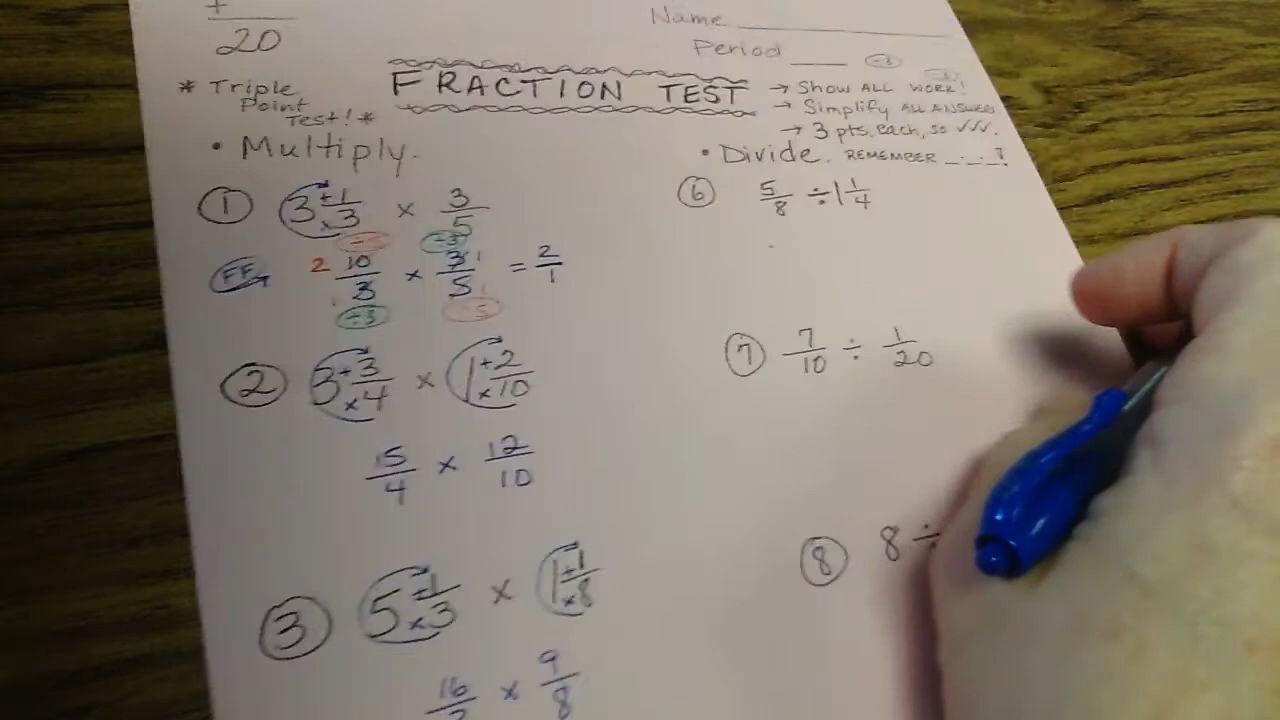 +
20
Name
Period
* Triple
Point
Test! *
FRACTION TEST
→ Show ALL WORK!
→ Simplify ALL ANSWERS
→ 3 pts. each, so ✓✓✓.
• Multiply.
• Divide. REMEMBER _._._?
① 3 + 1/× 3 × 3/5
FF → 2 10/3 × 3/5 = 2/1
÷3 ÷5
② 3 + 3/× 4 × 1 + 2/× 10
15/4 × 12/10
③ 5 + 1/× 3 × 1 + 1/× 8
16 × 9/8
⑥ 5/8 ÷ 1 1/4
⑦ 7/10 ÷ 1/20
⑧ 8 ÷